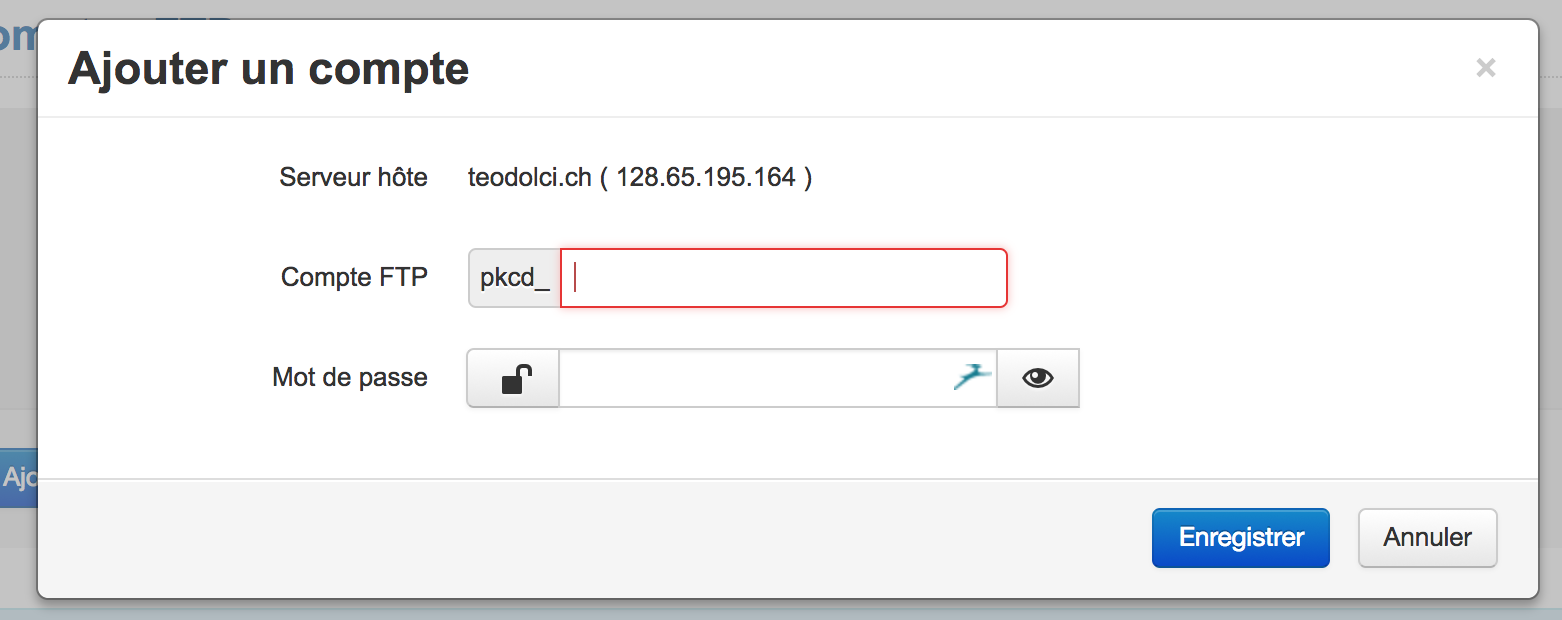 Ajouter un compte
×
Serveur hôte teodolci.ch ( 128.65.195.164 )
Compte FTP pkcd_
Mot de passe
Ajo
Enregistrer Annuler